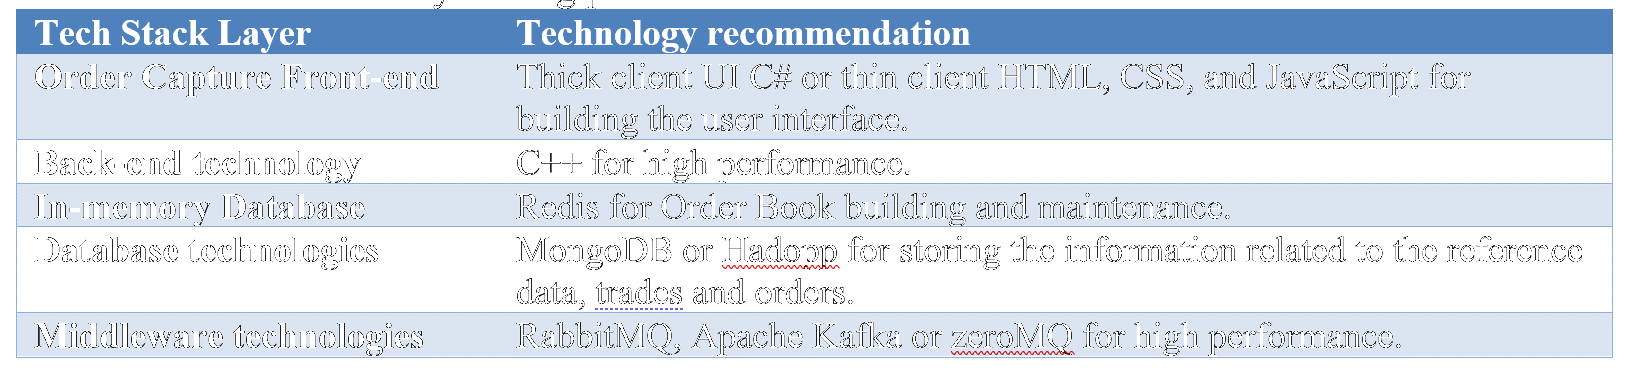 Tech Stack Layer Technology recommendation
Order Capture Front-end Thick client UI C# or thin client HTML, CSS, and JavaScript for
building the user interface.
Back-end technology C++ for high performance.
In-memory Database Redis for Order Book building and maintenance.
Database technologies MongoDB or Hadopp for storing the information related to the reference
data, trades and orders.
Middleware technologies RabbitMQ, Apache Kafka or zeroMQ for high performance.